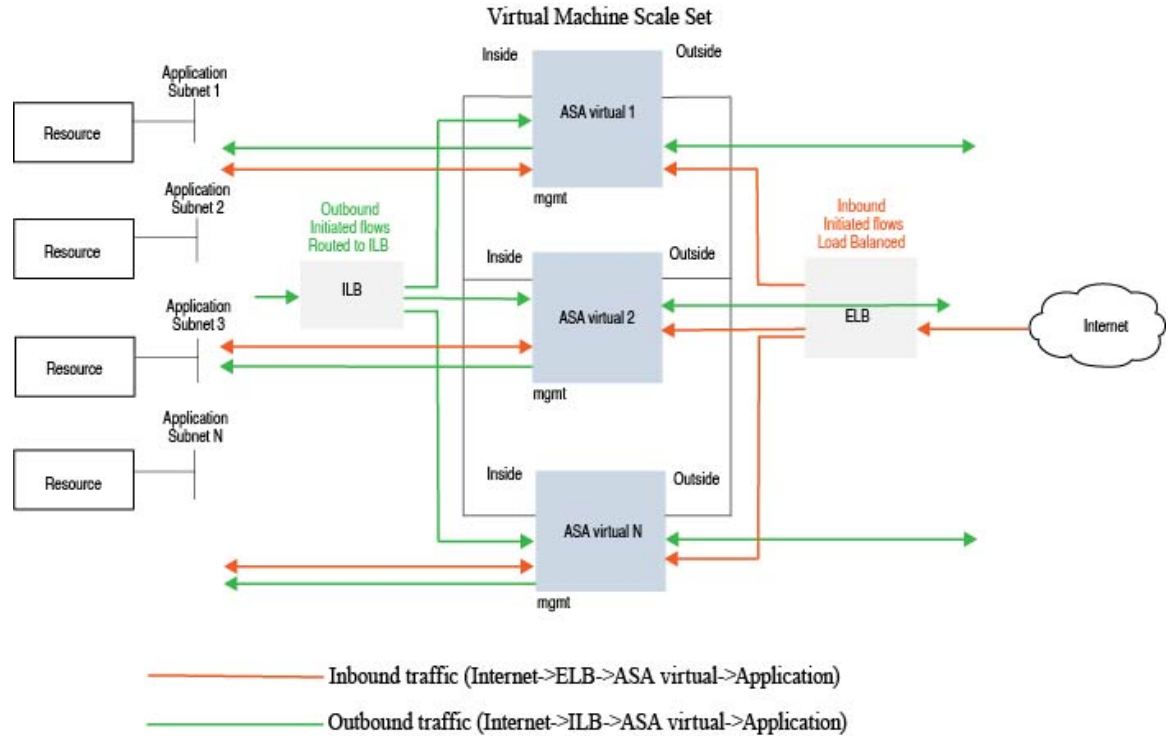 Virtual Machine Scale Set
Inside
Outside
Application
Subnet 1
Resource
ASA virtual 1
mgmt
Application
Subnet 2
Resource
Outbound
Initiated flows
Routed to ILB
Inbound
Initiated flows
Load Balanced
Inside
Outside
ILB
ASA virtual 2
ELB
Internet
Application
Subnet 3
Resource
mgmt
Application
Subnet N
Resource
Inside
Outside
ASA virtual N
mgmt
Inbound traffic (Internet->ELB->ASA virtual->Application)
Outbound traffic (Internet->ILB->ASA virtual->Application)